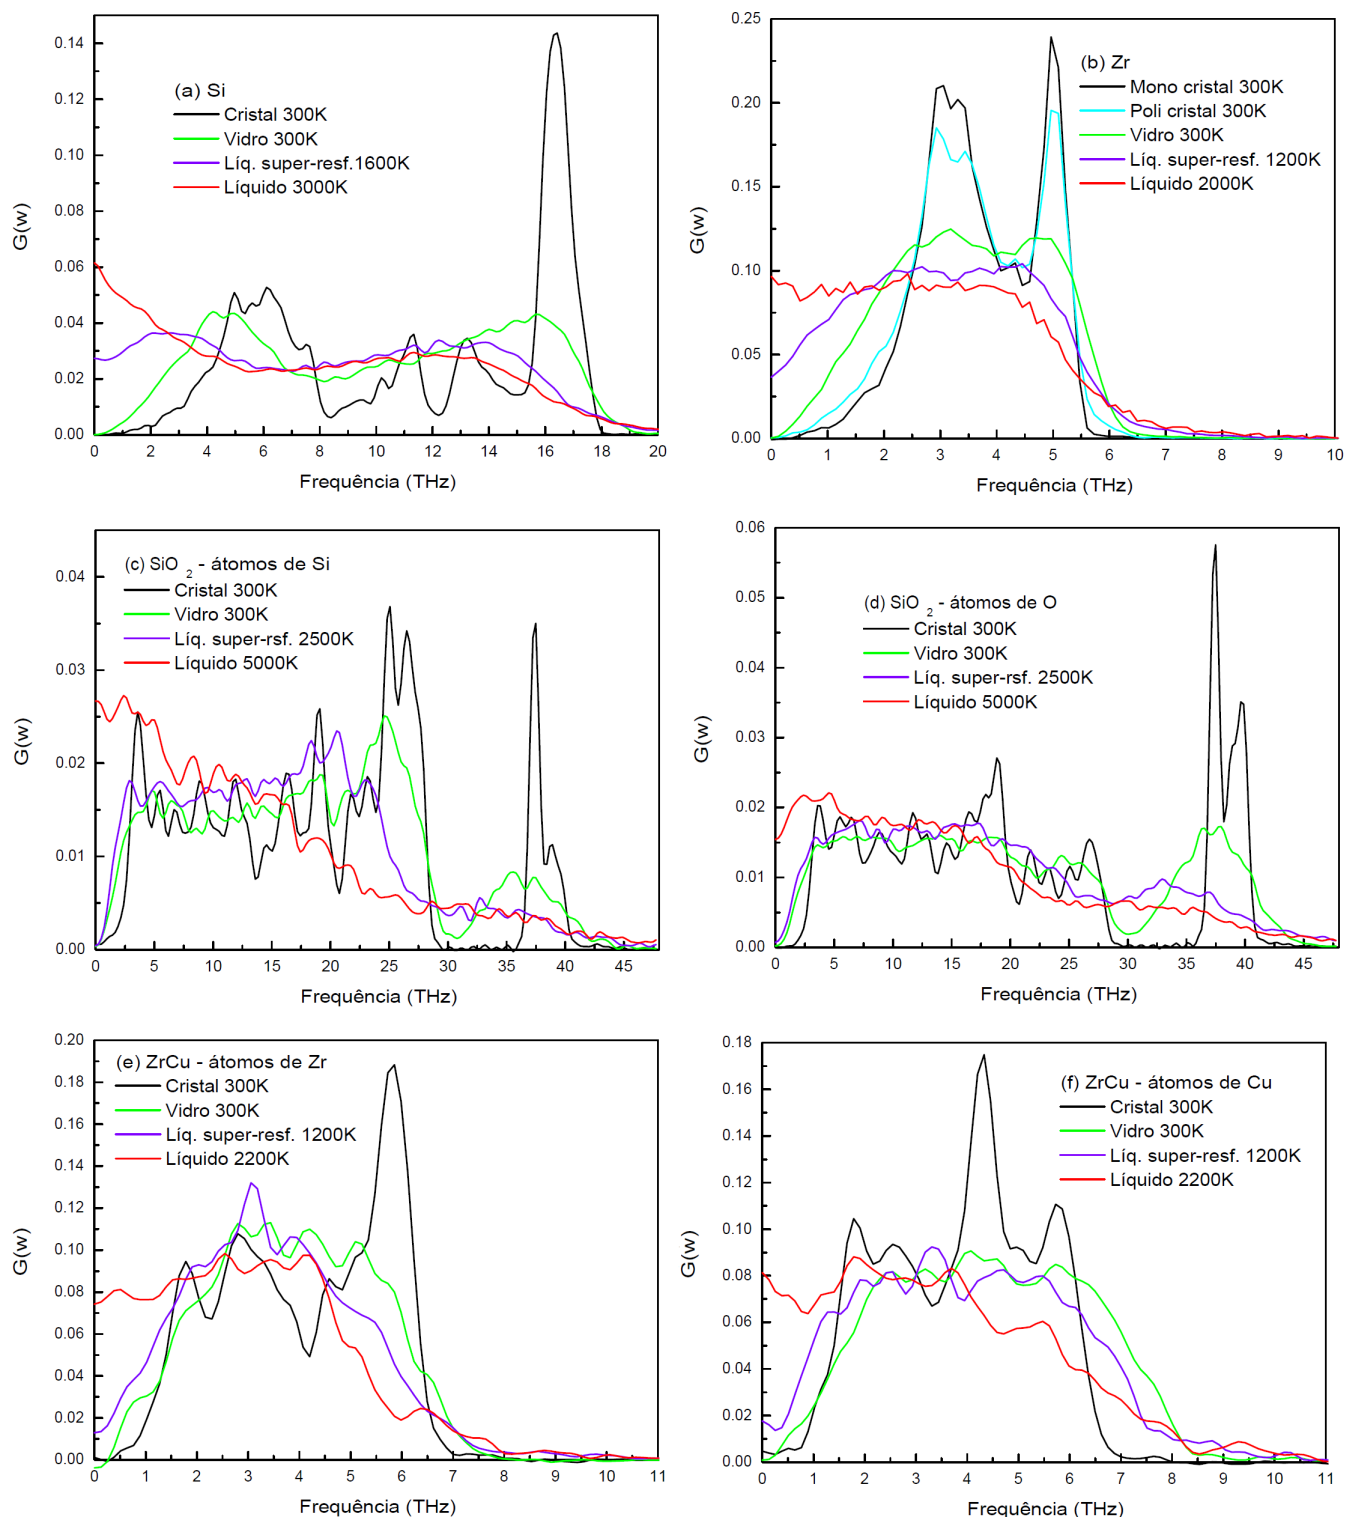 (a) Si
Cristal 300K
Vidro 300K
Líq. super-resf.1600K
Líquido 3000K
G(w)
0.14
0.12
0.10
0.08
0.06
0.04
0.02
0.00
0 2 4 6 8 10 12 14 16 18 20
Frequência (THz)
(b) Zr
Mono cristal 300K
Poli cristal 300K
Vidro 300K
Líq. super-resf. 1200K
Líquido 2000K
G(w)
0.25
0.20
0.15
0.10
0.05
0.00
0 1 2 3 4 5 6 7 8 9 10
Frequência (THz)
(c) SiO 2 - átomos de Si
Cristal 300K
Vidro 300K
Líq. super-rsf. 2500K
Líquido 5000K
G(w)
0.04
0.03
0.02
0.01
0.00
0 5 10 15 20 25 30 35 40 45
Frequência (THz)
(d) SiO 2 - átomos de O
Cristal 300K
Vidro 300K
Líq. super-rsf. 2500K
Líquido 5000K
G(w)
0.06
0.05
0.04
0.03
0.02
0.01
0.00
0 5 10 15 20 25 30 35 40 45
Frequência (THz)
(e) ZrCu - átomos de Zr
Cristal 300K
Vidro 300K
Líq. super-resf. 1200K
Líquido 2200K
G(w)
0.20
0.18
0.16
0.14
0.12
0.10
0.08
0.06
0.04
0.02
0.00
0 1 2 3 4 5 6 7 8 9 10 11
Frequência (THz)
(f) ZrCu - átomos de Cu
Cristal 300K
Vidro 300K
Líq. super-resf. 1200K
Líquido 2200K
G(w)
0.18
0.16
0.14
0.12
0.10
0.08
0.06
0.04
0.02
0.00
0 1 2 3 4 5 6 7 8 9 10 11
Frequência (THz)